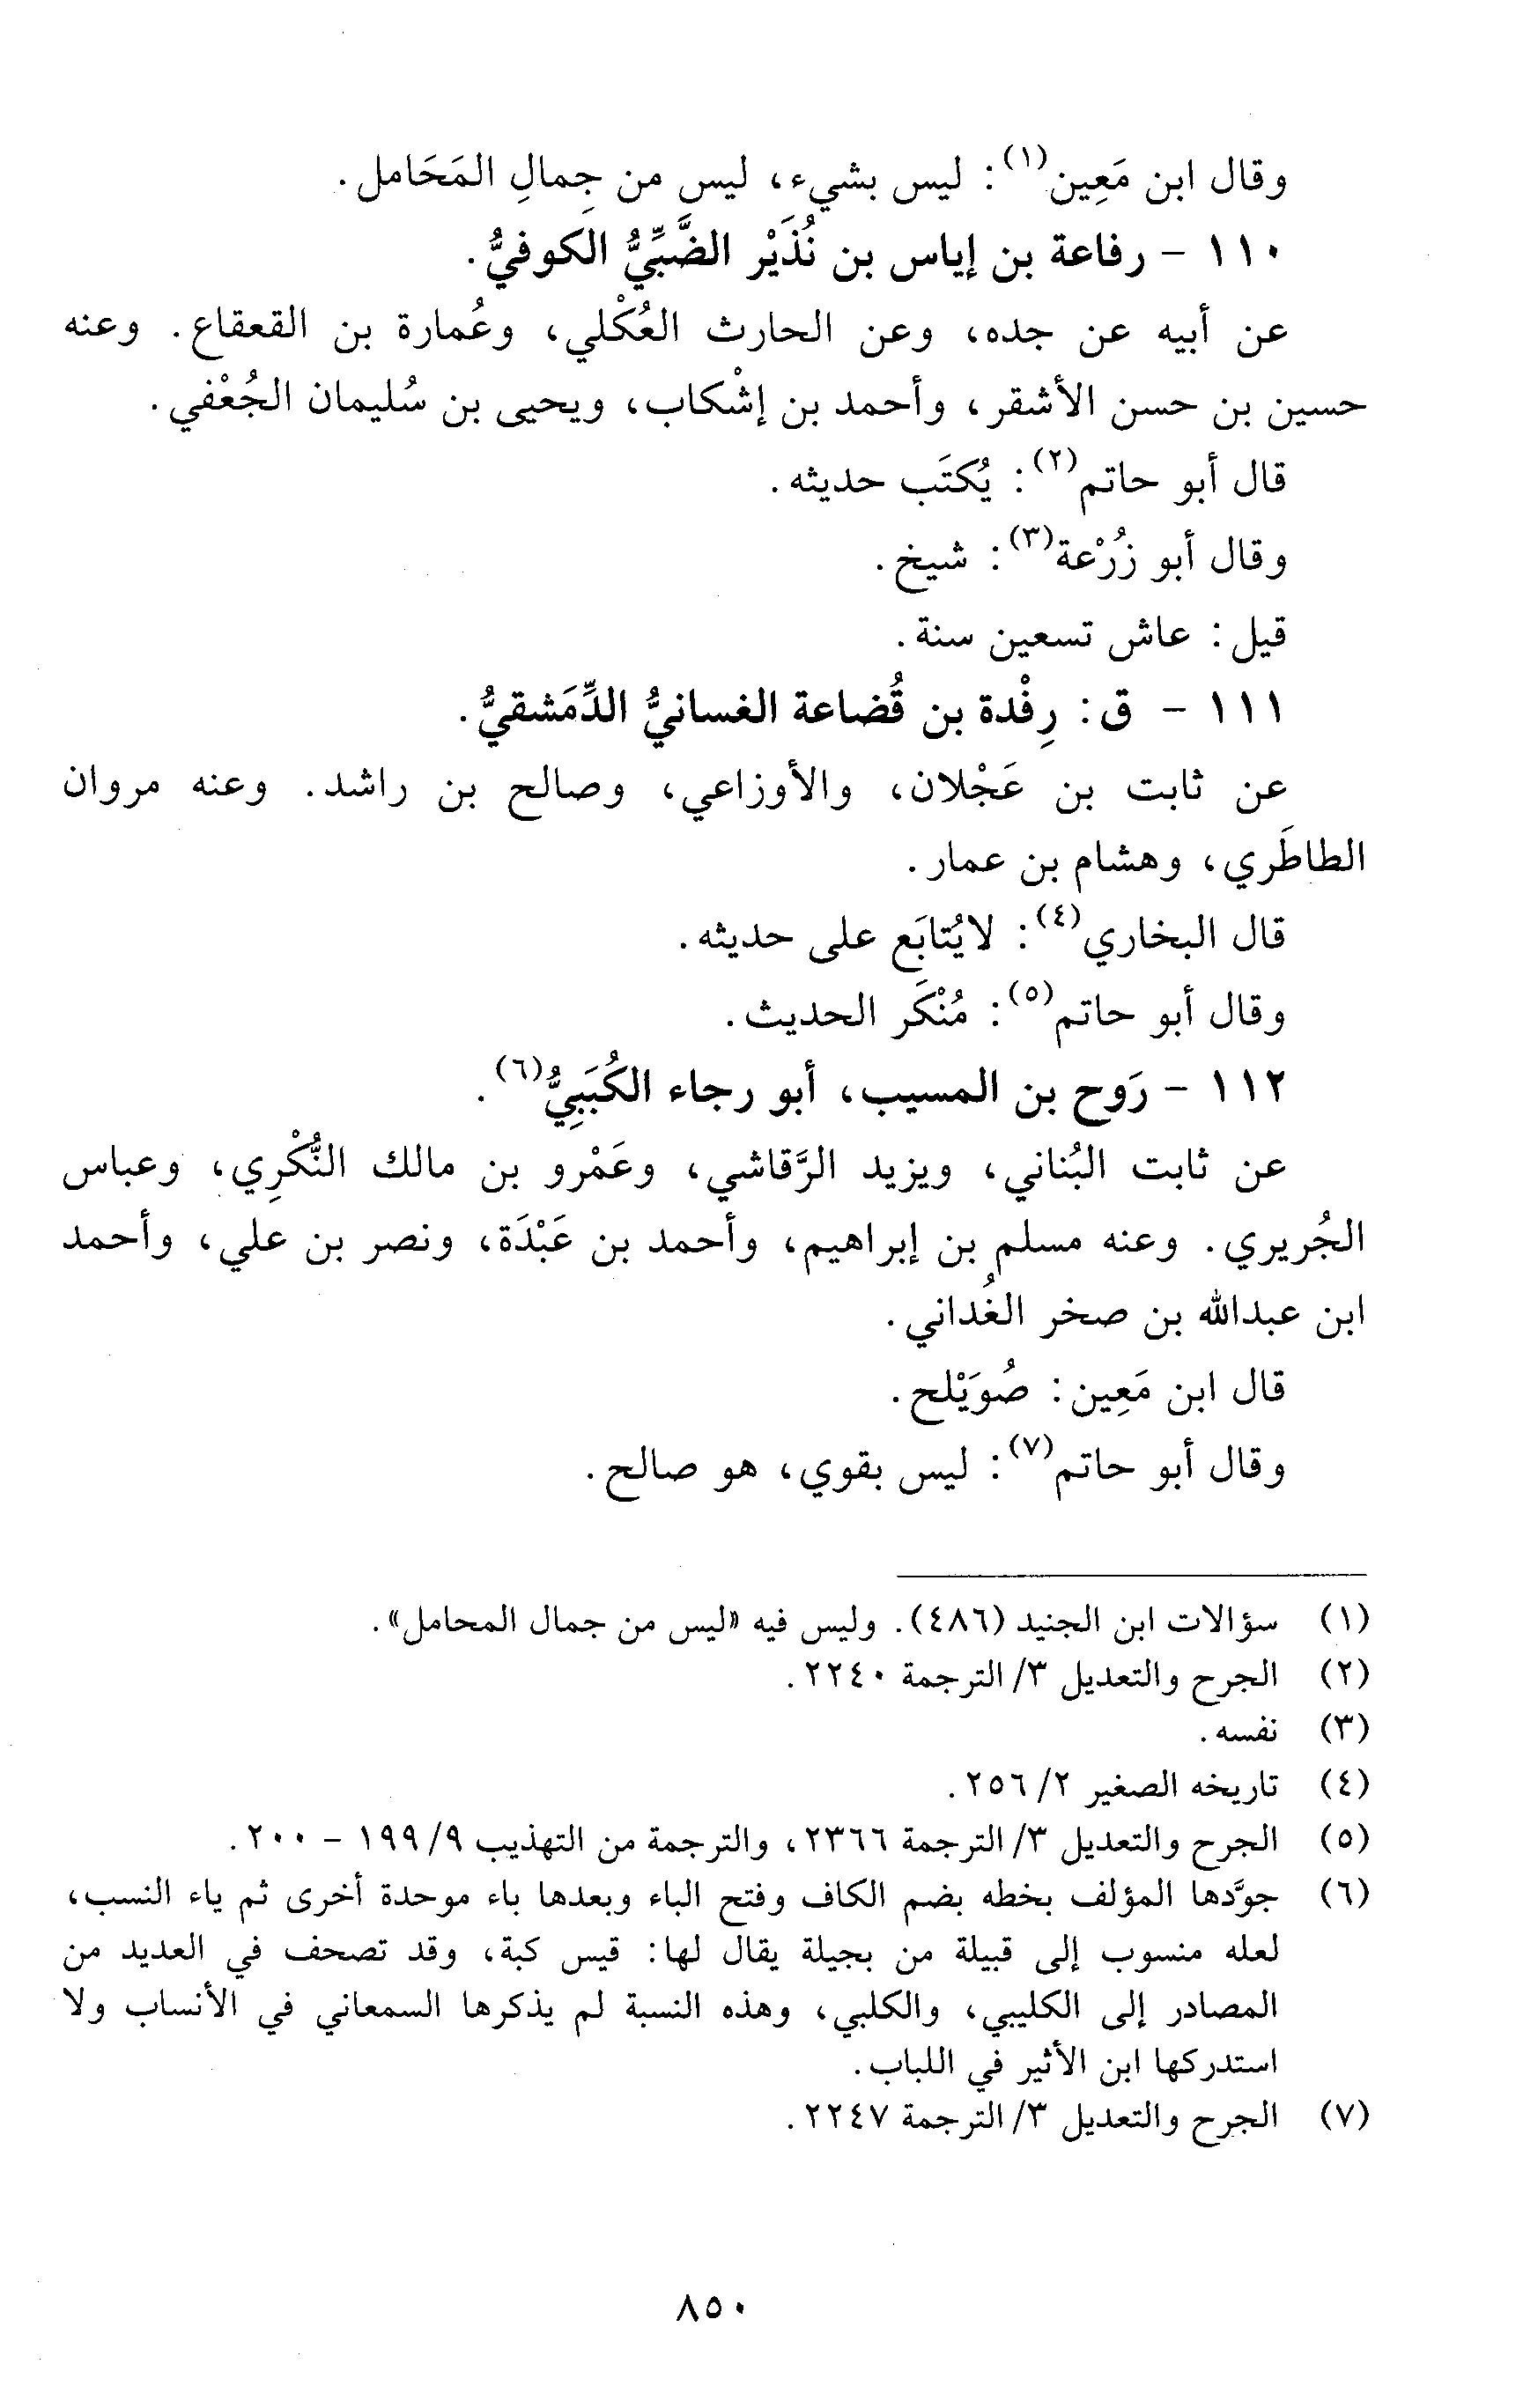 وقال ابن مَعِين(١): ليس بشيء، ليس من جِمالِ المَحَامل.
١١٠ - رفاعة بن إياس بن نُذَيْر الضَّبِّيُّ الكوفيُّ.
عن أبيه عن جده، وعن الحارث العُكْلي، وعُمارة بن القعقاع. وعنه
حسين بن حسن الأشقر، وأحمد بن إشْكاب، ويحيى بن سُليمان الجُعْفي.
قال أبو حاتم(٢): يُكتَب حديثه.
وقال أبو زُرْعة(٣): شيخ.
قيل: عاش تسعين سنة.
١١١ - ق: رِفْدة بن قُضاعة الغسانيُّ الدِّمَشقيُّ.
عن ثابت بن عَجْلان، والأوزاعي، وصالح بن راشد. وعنه مروان
الطاطَري، وهشام بن عمار.
قال البخاري(٤): لايُتابَع على حديثه.
وقال أبو حاتم(٥): مُنْكَر الحديث.
١١٢ - رَوح بن المسيب، أبو رجاء الكُبَبِيُّ(٦).
عن ثابت البُناني، ويزيد الرَّقاشي، وعَمْرو بن مالك النُّكْرِي، وعباس
الجُريري. وعنه مسلم بن إبراهيم، وأحمد بن عَبْدَة، ونصر بن علي، وأحمد
ابن عبدالله بن صخر الغُداني.
قال ابن مَعِين: صُوَيْلح.
وقال أبو حاتم(٧): ليس بقوي، هو صالح.
(١) سؤالات ابن الجنيد (٤٨٦). وليس فيه «ليس من جمال المحامل».
(٢) الجرح والتعديل ٣/ الترجمة ٢٢٤٠.
(٣) نفسه.
(٤) تاريخه الصغير ٢/ ٢٥٦.
(٥) الجرح والتعديل ٣/ الترجمة ٢٣٦٦، والترجمة من التهذيب ٩/ ١٩٩ - ٢٠٠.
(٦) جوَّدها المؤلف بخطه بضم الكاف وفتح الباء وبعدها باء موحدة أخرى ثم ياء النسب،
لعله منسوب إلى قبيلة من بجيلة يقال لها: قيس كبة، وقد تصحف في العديد من
المصادر إلى الكليبي، والكلبي، وهذه النسبة لم يذكرها السمعاني في الأنساب ولا
استدركها ابن الأثير في اللباب.
(٧) الجرح والتعديل ٣/ الترجمة ٢٢٤٧.
٨٥٠